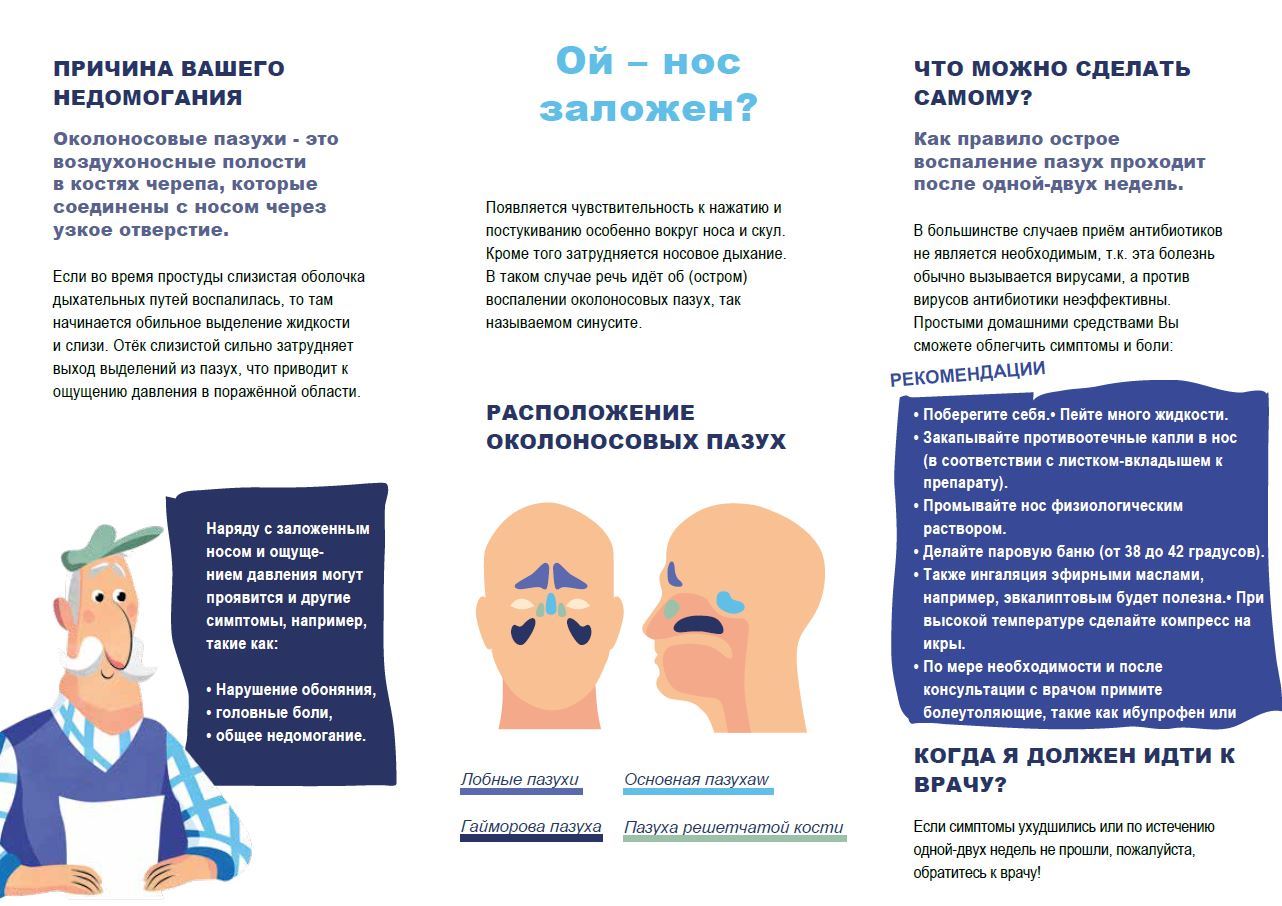 ПРИЧИНА ВАШЕГО
НЕДОМОГАНИЯ
Околоносовые пазухи - это
воздухоносные полости
в костях черепа, которые
соединены с носом через
узкое отверстие.
Если во время простуды слизистая оболочка
дыхательных путей воспалилась, то там
начинается обильное выделение жидкости
и слизи. Отёк слизистой сильно затрудняет
выход выделений из пазух, что приводит к
ощущению давления в поражённой области.
Наряду с заложенным
носом и ощуще-
нием давления могут
проявится и другие
симптомы, например,
такие как:
• Нарушение обоняния,
• головные боли,
• общее недомогание.
Ой – нос
заложен?
Появляется чувствительность к нажатию и
постукиванию особенно вокруг носа и скул.
Кроме того затрудняется носовое дыхание.
В таком случае речь идёт об (остром)
воспалении околоносовых пазух, так
называемом синусите.
РАСПОЛОЖЕНИЕ
ОКОЛОНОСОВЫХ ПАЗУХ
Лобные пазухи
Основная пазухаw
Гайморова пазуха
Пазуха решетчатой кости
ЧТО МОЖНО СДЕЛАТЬ
САМОМУ?
Как правило острое
воспаление пазух проходит
после одной-двух недель.
В большинстве случаев приём антибиотиков
не является необходимым, т.к. эта болезнь
обычно вызывается вирусами, а против
вирусов антибиотики неэффективны.
Простыми домашними средствами Вы
сможете облегчить симптомы и боли:
РЕКОМЕНДАЦИИ
• Поберегите себя.• Пейте много жидкости.
• Закапывайте противоотечные капли в нос
(в соответствии с листком-вкладышем к
препарату).
• Промывайте нос физиологическим
раствором.
• Делайте паровую баню (от 38 до 42 градусов).
• Также ингаляция эфирными маслами,
например, эвкалиптовым будет полезна.• При
высокой температуре сделайте компресс на
икры.
• По мере необходимости и после
консультации с врачом примите
болеутоляющие, такие как ибупрофен или
КОГДА Я ДОЛЖЕН ИДТИ К
ВРАЧУ?
Если симптомы ухудшились или по истечению
одной-двух недель не прошли, пожалуйста,
обратитесь к врачу!